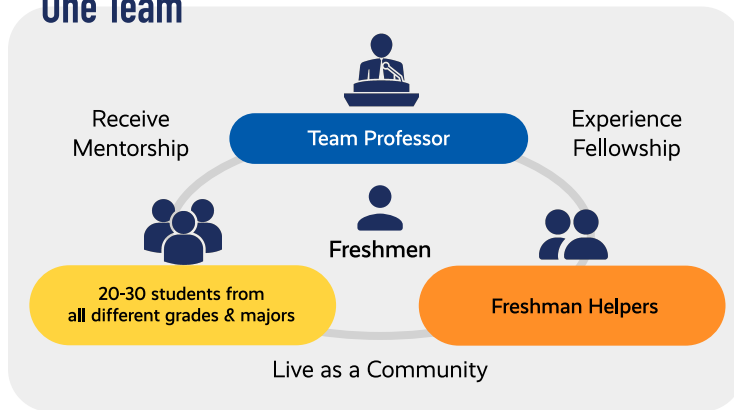 One Team
Receive
Mentorship
Team Professor
Experience
Fellowship
Freshmen
20-30 students from
all different grades & majors
Freshman Helpers
Live as a Community